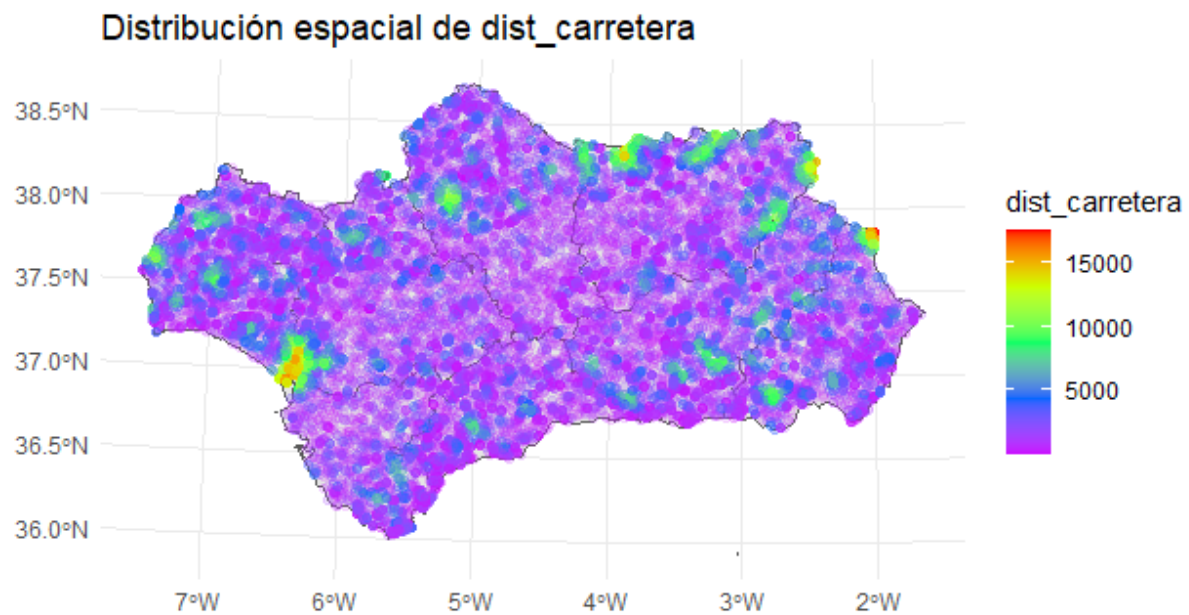 Distribución espacial de dist_carretera
38.5°N
38.0°N
37.5°N
37.0°N
36.5°N
36.0°N
7°W 6°W 5°W 4°W 3°W 2°W
dist_carretera
15000
10000
5000